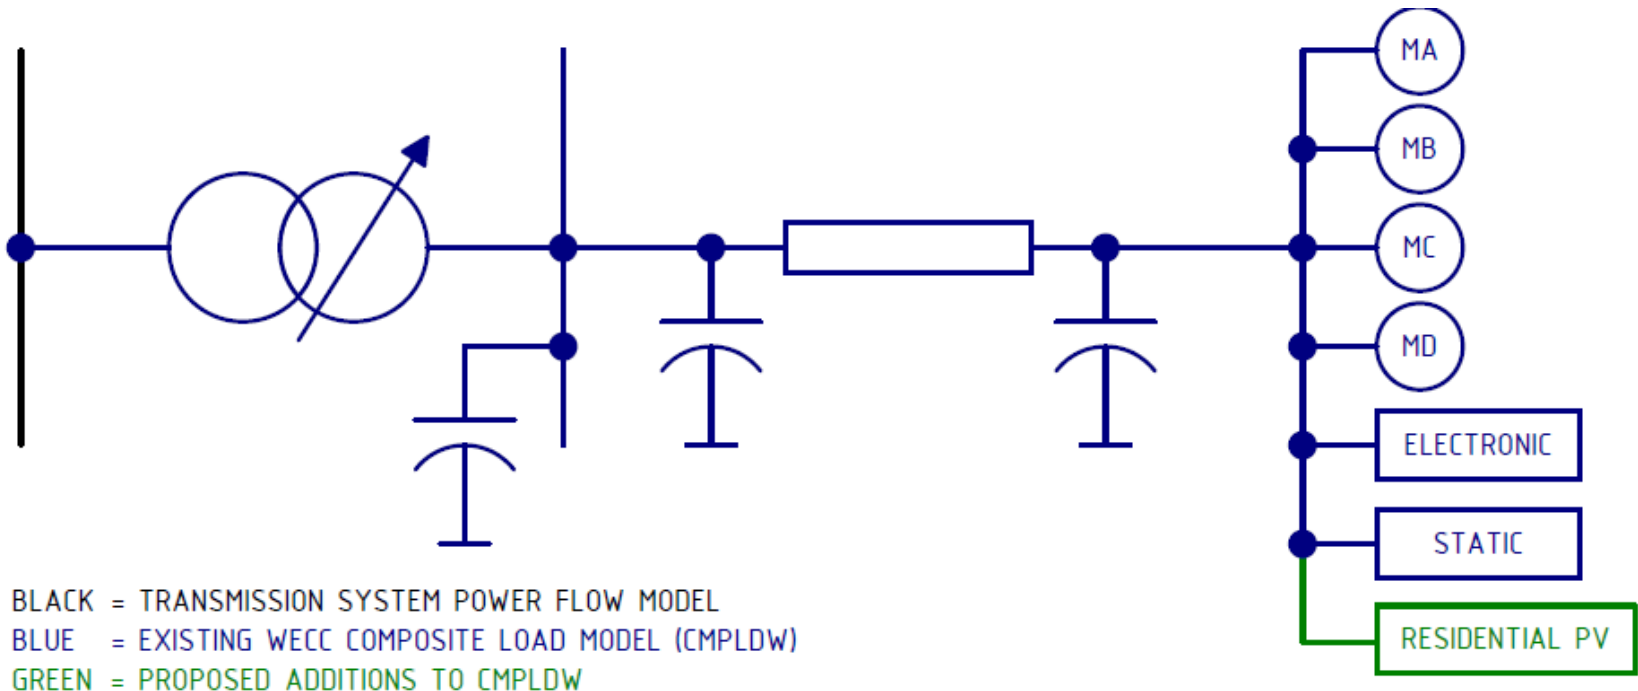 MA
MB
MC
MD
ELECTRONIC
STATIC
RESIDENTIAL PV
BLACK = TRANSMISSION SYSTEM POWER FLOW MODEL
BLUE = EXISTING WECC COMPOSITE LOAD MODEL (CMPLDW)
GREEN = PROPOSED ADDITIONS TO CMPLDW